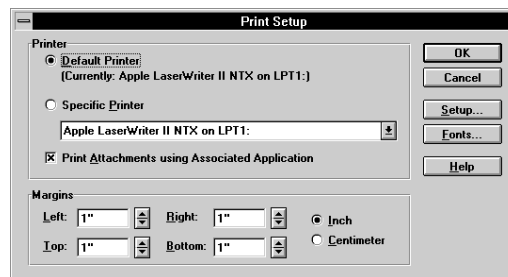 Print Setup
Printer
Default Printer
(Currently: Apple LaserWriter II NTX on LPT1:)
Specific Printer
Apple LaserWriter II NTX on LPT1:
Print Attachments using Associated Application
OK
Cancel
Setup...
Fonts...
Help
Margins
Left: 1" Right: 1" Inch
Top: 1" Bottom: 1" Centimeter